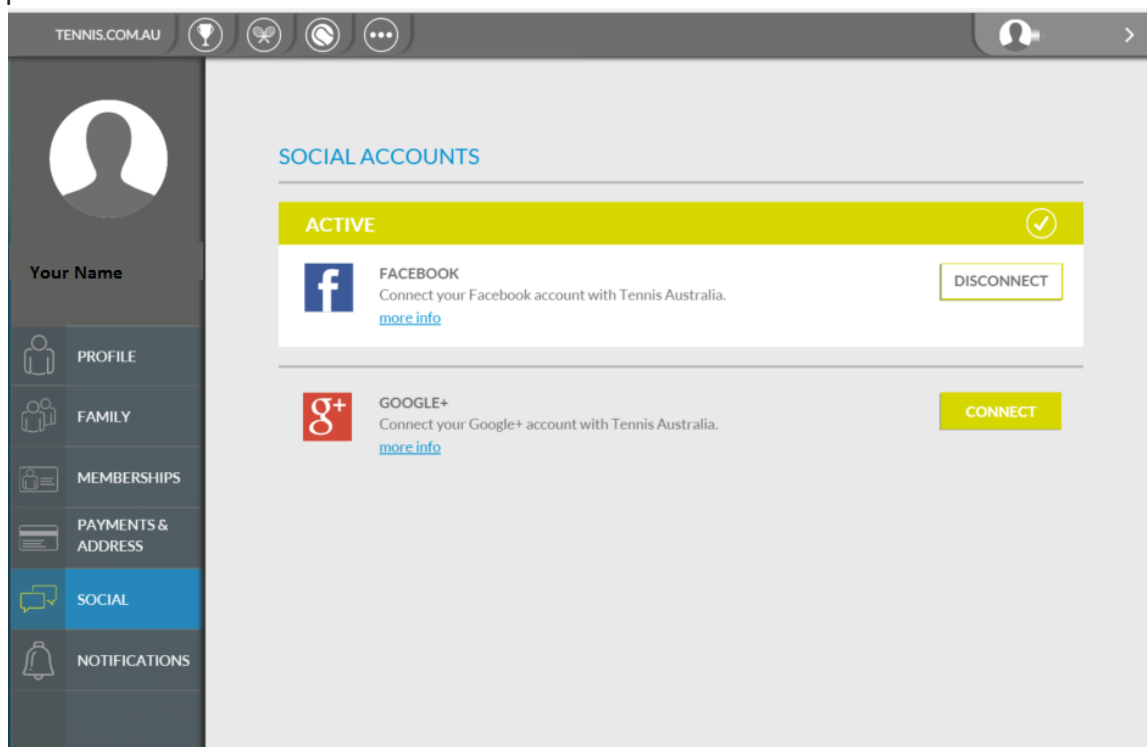 TENNIS.COM.AU
Your Name
PROFILE
FAMILY
MEMBERSHIPS
PAYMENTS &
ADDRESS
SOCIAL
NOTIFICATIONS
SOCIAL ACCOUNTS
ACTIVE
f
FACEBOOK
Connect your Facebook account with Tennis Australia.
more info
DISCONNECT
g+
GOOGLE+
Connect your Google+ account with Tennis Australia.
more info
CONNECT